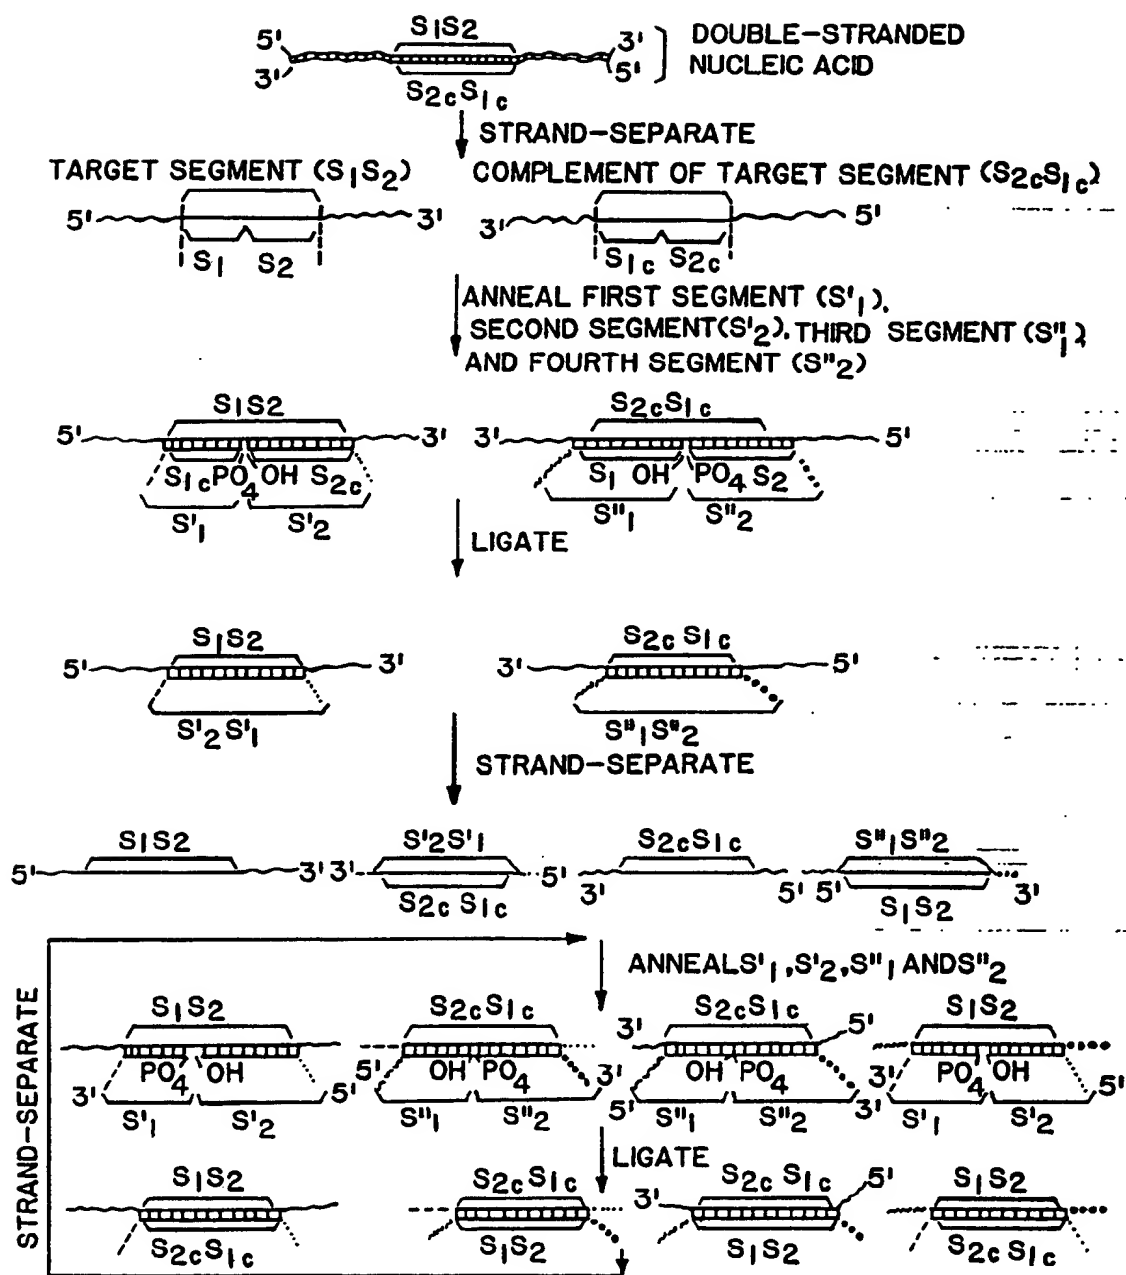 S₁S₂
5' 3'
3' 5'
DOUBLE-STRANDED
NUCLEIC ACID
S₂cS₁c
STRAND-SEPARATE
TARGET SEGMENT (S₁S₂)
COMPLEMENT OF TARGET SEGMENT (S₂cS₁c)
5' 3' 3' 5'
S₁ S₂ S₁c S₂c
ANNEAL FIRST SEGMENT (S'₁),
SECOND SEGMENT(S'₂), THIRD SEGMENT (S"₁)
AND FOURTH SEGMENT (S"₂)
S₁S₂ S₂cS₁c
5' 3' 3' 5'
S₁c PO₄ OH S₂c S₁ OH PO₄ S₂
S'₁ S'₂ S"₁ S"₂
LIGATE
S₁S₂ S₂c S₁c
5' 3' 3' 5'
S'₂ S'₁ S"₁S"₂
STRAND-SEPARATE
S₁S₂ S'₂S'₁ S₂cS₁c S"₁S"₂
5' 3' 3' 5' 3' 5' 5' 3'
S₂c S₁c S₁S₂
ANNEALS'₁,S'₂,S"₁ ANDS"₂
STRAND-SEPARATE
S₁S₂ S₂cS₁c S₂cS₁c S₁S₂
3' 5'
PO₄ OH OH PO₄ OH PO₄ PO₄ OH
3' 5' 5' 3' 5' 3' 3' 5'
S'₁ S'₂ S"₁ S"₂ S"₁ S"₂ S'₁ S'₂
LIGATE
S₁S₂ S₂c S₁c S₂c S₁c S₁S₂
3' 5'
S₂cS₁c S₁S₂ S₁S₂ S₂c S₁c